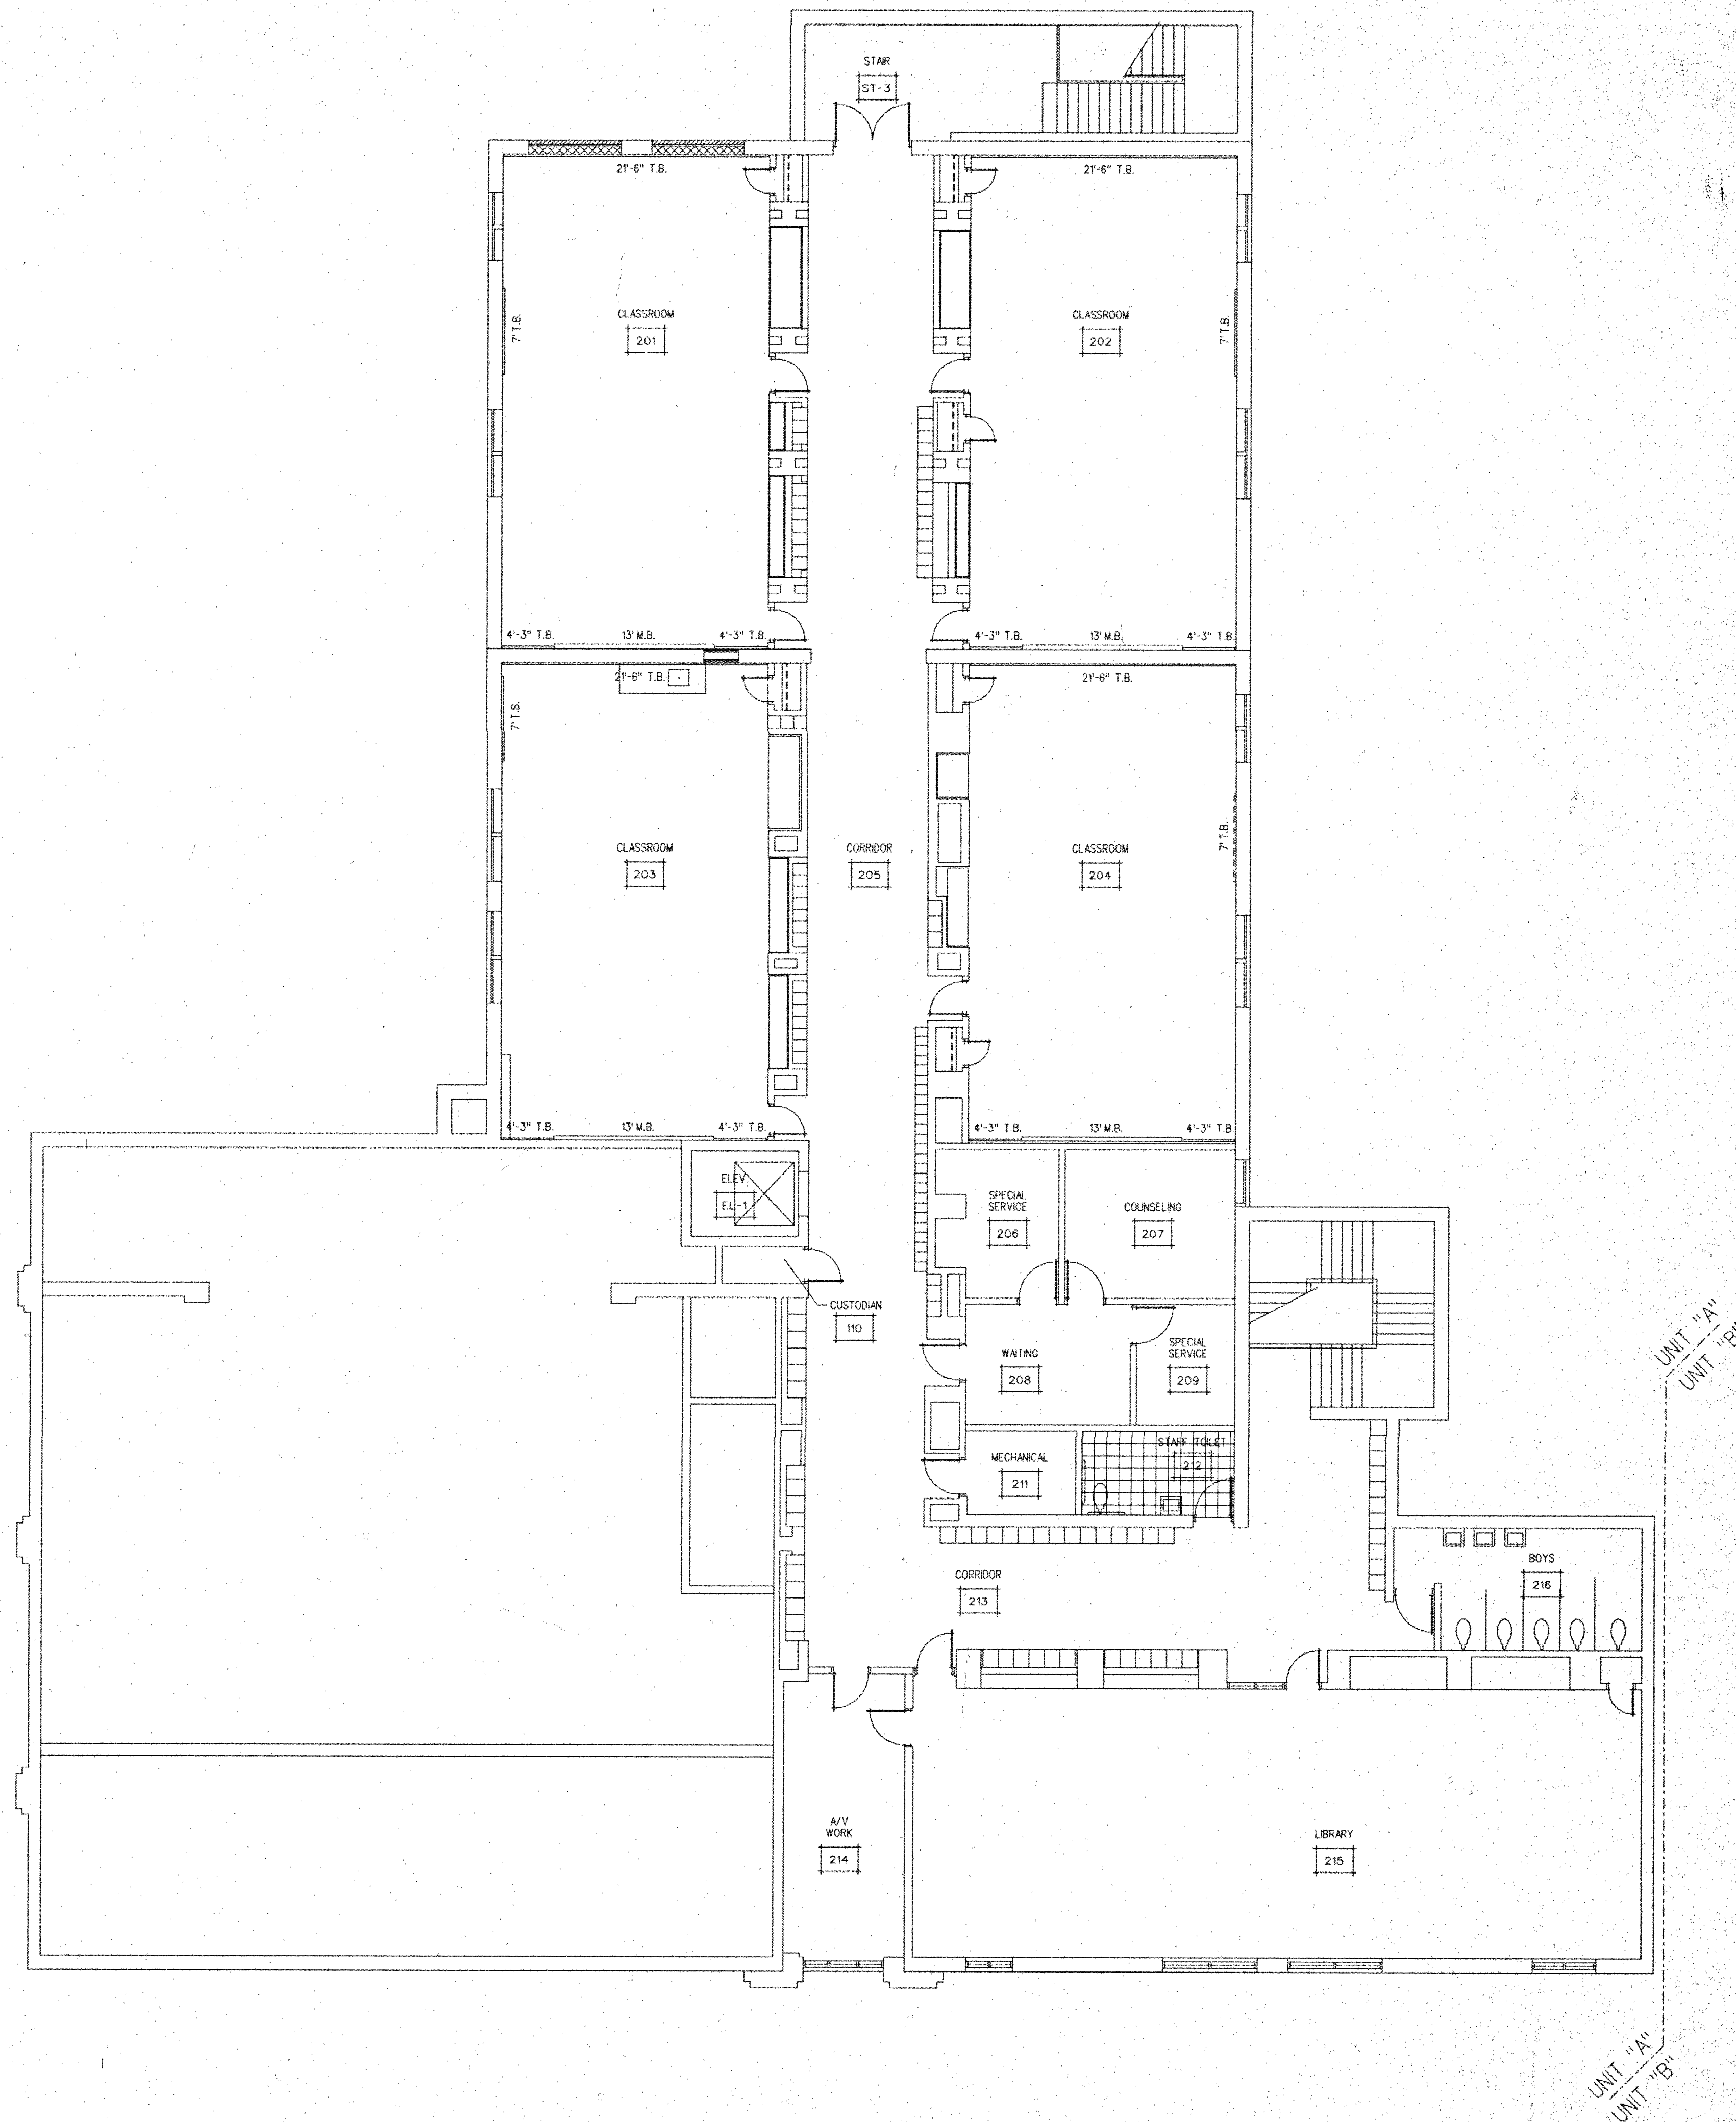 STAIR
ST-3
21'-6" T.B.
21'-6" T.B.
CLASSROOM
201
7' T.B.
CLASSROOM
202
7' T.B.
4'-3" T.B.
13' M.B.
4'-3" T.B.
4'-3" T.B.
13' M.B.
4'-3" T.B.
21'-6" T.B.
21'-6" T.B.
7' T.B.
CLASSROOM
203
CORRIDOR
205
CLASSROOM
204
7' T.B.
4'-3" T.B.
13' M.B.
4'-3" T.B.
4'-3" T.B.
13' M.B.
4'-3" T.B.
ELEV.
EL-1
SPECIAL
SERVICE
206
COUNSELING
207
CUSTODIAN
110
WAITING
208
SPECIAL
SERVICE
209
UNIT "A"
UNIT "B"
MECHANICAL
211
STAFF TOILET
212
CORRIDOR
213
BOYS
216
A/V
WORK
214
LIBRARY
215
UNIT "A"
UNIT "B"